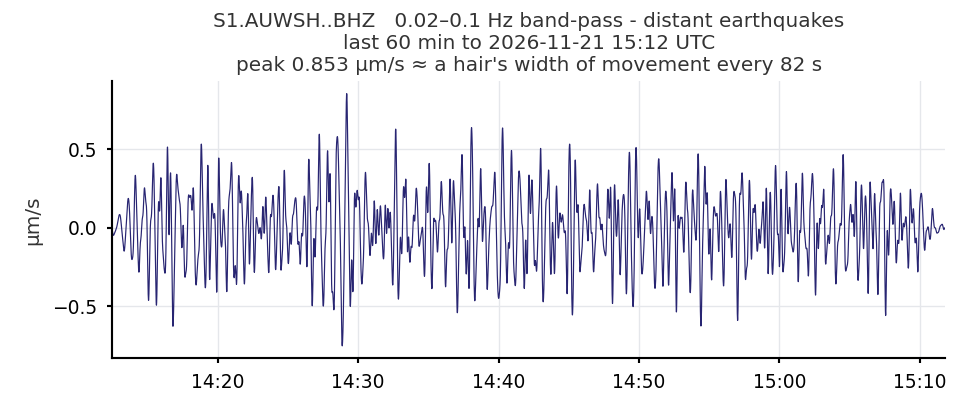 S1.AUWSH..BHZ   0.02–0.1 Hz band-pass - distant earthquakes
last 60 min to 2026-11-21 15:12 UTC
peak 0.853 µm/s ≈ a hair's width of movement every 82 s
µm/s
0.5
0.0
−0.5
14:20 14:30 14:40 14:50 15:00 15:10